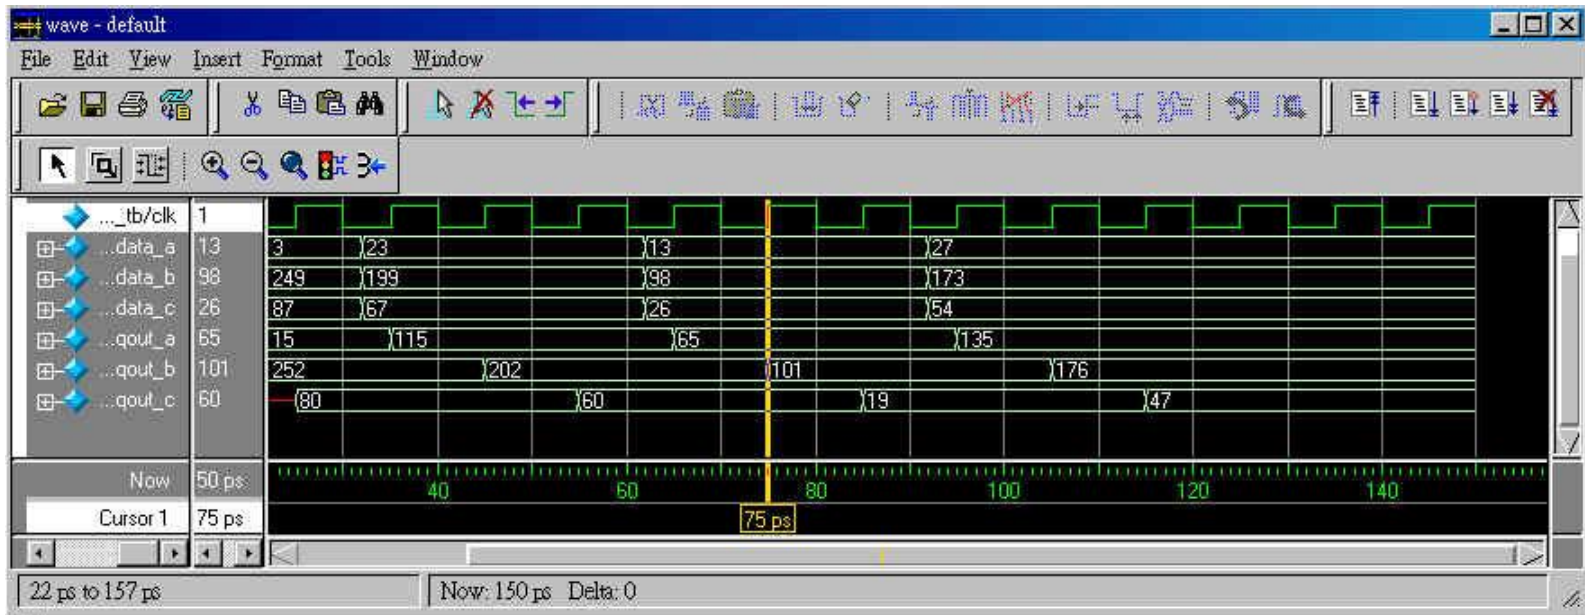 wave - default
File Edit View Insert Format Tools Window
..._tb/clk 1
...data_a 13 3 23 13 27
...data_b 98 249 199 98 173
...data_c 26 87 67 26 54
...qout_a 65 15 115 65 135
...qout_b 101 252 202 101 176
...qout_c 60 80 60 19 47
Now 50 ps 40 60 80 100 120 140
Cursor 1 75 ps 75 ps
22 ps to 157 ps Now: 150 ps Delta: 0